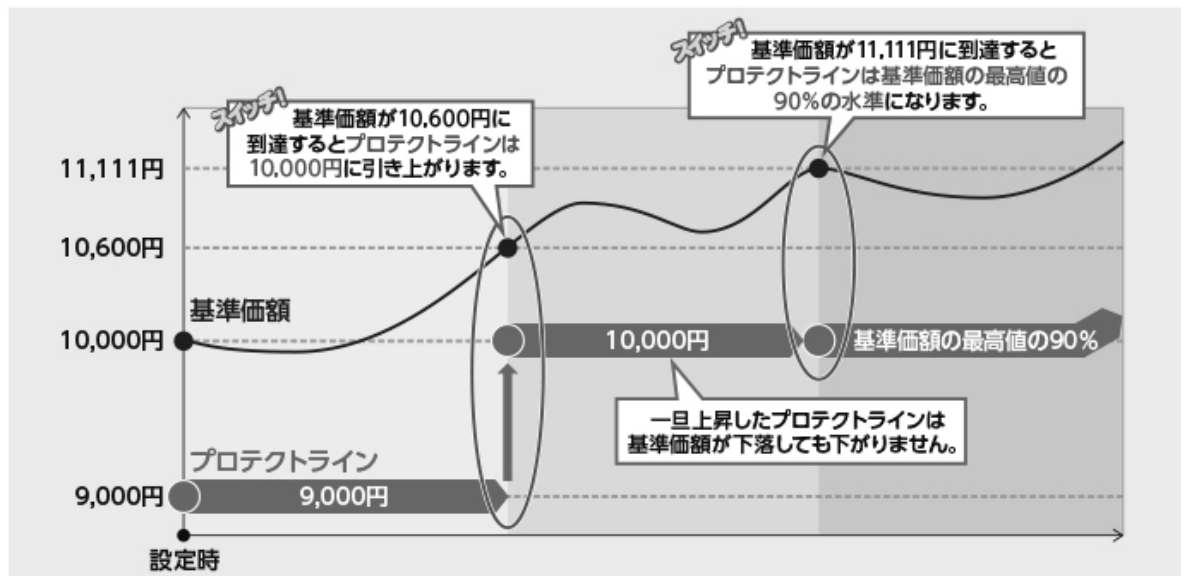 スイッチ!
基準価額が11,111円に到達すると
プロテクトラインは基準価額の最高値の
90%の水準になります。
スイッチ!
基準価額が10,600円に
到達するとプロテクトラインは
10,000円に引き上がります。
11,111円
10,600円
基準価額
10,000円
10,000円
基準価額の最高値の90%
一旦上昇したプロテクトラインは
基準価額が下落しても下がりません。
プロテクトライン
9,000円
9,000円
設定時